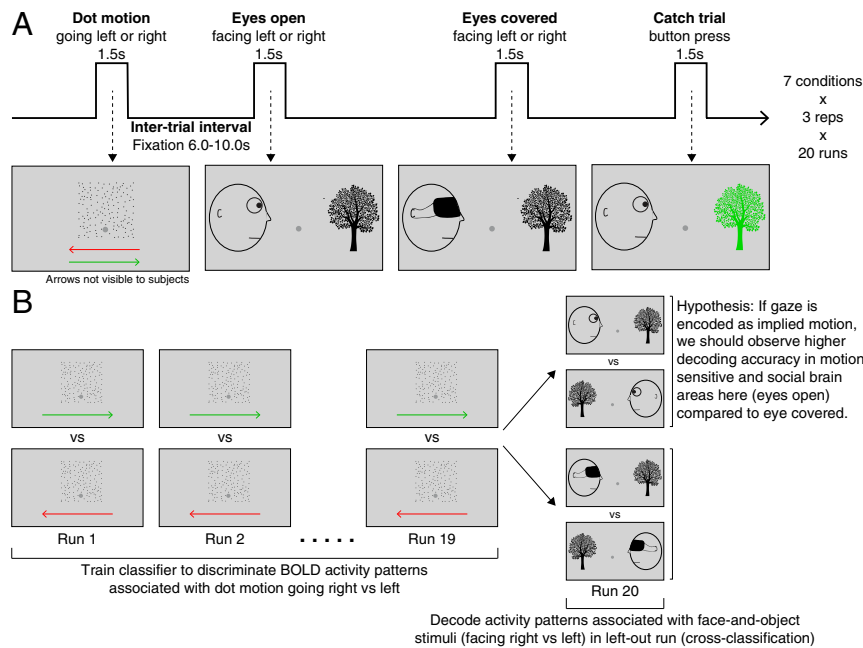 A
Dot motion
going left or right
1.5s
Eyes open
facing left or right
1.5s
Eyes covered
facing left or right
1.5s
Catch trial
button press
1.5s
7 conditions
x
3 reps
x
20 runs
Inter-trial interval
Fixation 6.0-10.0s
Arrows not visible to subjects
B
vs
Run 1
vs
Run 2
. . . . .
vs
Run 19
Train classifier to discriminate BOLD activity patterns
associated with dot motion going right vs left
vs
Hypothesis: If gaze is
encoded as implied motion,
we should observe higher
decoding accuracy in motion
sensitive and social brain
areas here (eyes open)
compared to eye covered.
vs
Run 20
Decode activity patterns associated with face-and-object
stimuli (facing right vs left) in left-out run (cross-classification)